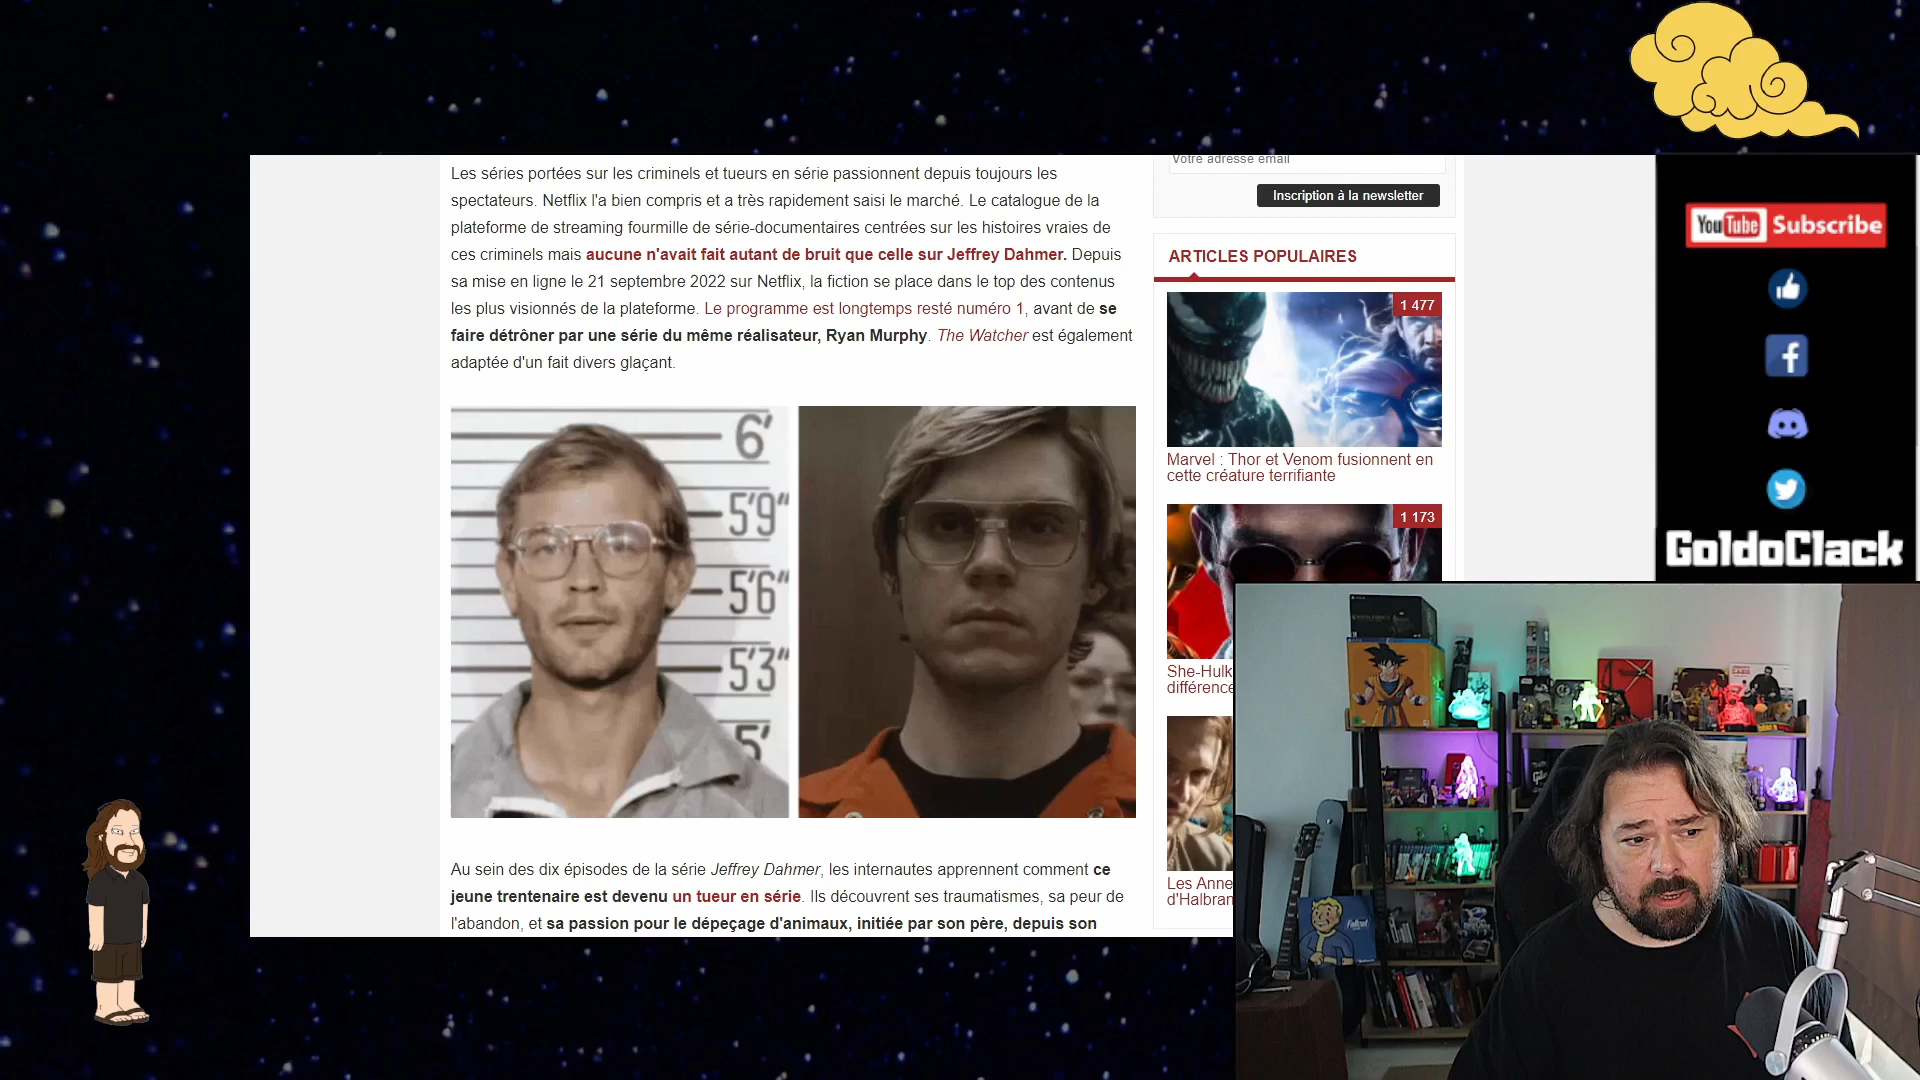 Les séries portées sur les criminels et tueurs en série passionnent depuis toujours les
spectateurs. Netflix l'a bien compris et a très rapidement saisi le marché. Le catalogue de la
plateforme de streaming fourmille de série-documentaires centrées sur les histoires vraies de
ces criminels mais aucune n'avait fait autant de bruit que celle sur Jeffrey Dahmer. Depuis
sa mise en ligne le 21 septembre 2022 sur Netflix, la fiction se place dans le top des contenus
les plus visionnés de la plateforme. Le programme est longtemps resté numéro 1, avant de se
faire détrôner par une série du même réalisateur, Ryan Murphy. The Watcher est également
adaptée d'un fait divers glaçant.
6'
5'9"
5'6"
5'3"
5'
Au sein des dix épisodes de la série Jeffrey Dahmer, les internautes apprennent comment ce
jeune trentenaire est devenu un tueur en série. Ils découvrent ses traumatismes, sa peur de
l'abandon, et sa passion pour le dépeçage d'animaux, initiée par son père, depuis son
Votre adresse email
Inscription à la newsletter
ARTICLES POPULAIRES
1 477
Marvel : Thor et Venom fusionnent en
cette créature terrifiante
1 173
She-Hulk
différence
Les Anne
d'Halbran
YouTube Subscribe
GoldoClack
Fallout